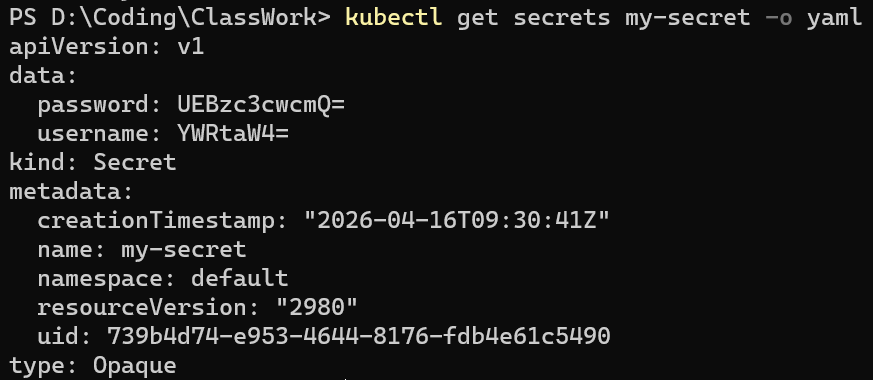 PS D:\Coding\ClassWork> kubectl get secrets my-secret -o yaml
apiVersion: v1
data:
  password: UEBzc3cwcmQ=
  username: YWRtaW4=
kind: Secret
metadata:
  creationTimestamp: "2026-04-16T09:30:41Z"
  name: my-secret
  namespace: default
  resourceVersion: "2980"
  uid: 739b4d74-e953-4644-8176-fdb4e61c5490
type: Opaque